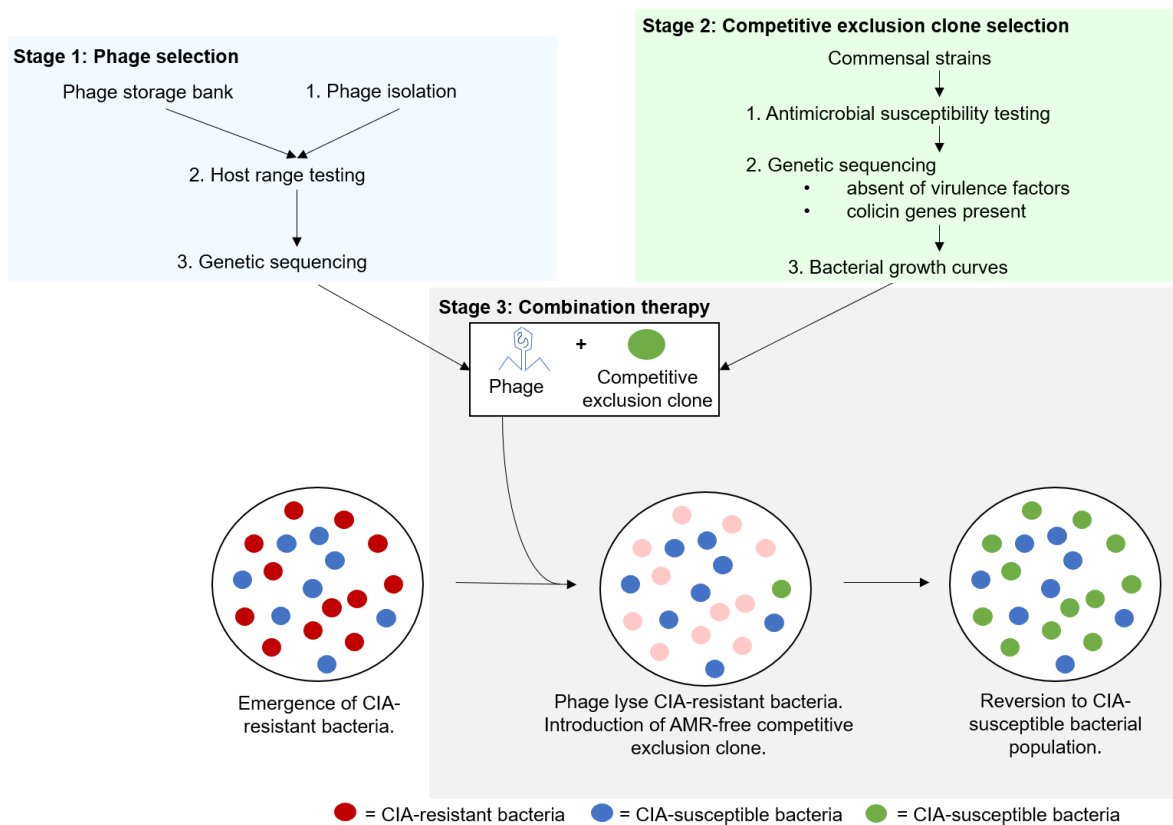 Stage 1: Phage selection
Phage storage bank
1. Phage isolation
2. Host range testing
3. Genetic sequencing
Stage 2: Competitive exclusion clone selection
Commensal strains
1. Antimicrobial susceptibility testing
2. Genetic sequencing
• absent of virulence factors
• colicin genes present
3. Bacterial growth curves
Stage 3: Combination therapy
+
Phage
Competitive
exclusion clone
Emergence of CIA-
resistant bacteria.
Phage lyse CIA-resistant bacteria.
Introduction of AMR-free competitive
exclusion clone.
Reversion to CIA-
susceptible bacterial
population.
= CIA-resistant bacteria
= CIA-susceptible bacteria
= CIA-susceptible bacteria